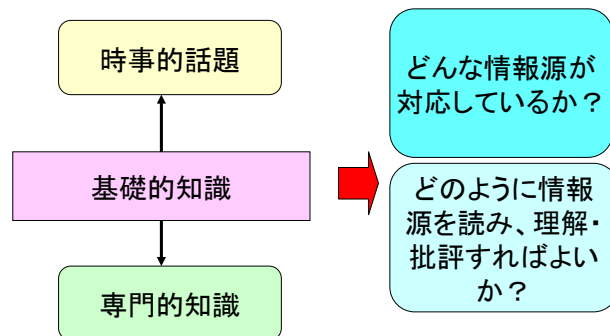 時事的話題
基礎的知識
専門的知識
どんな情報源が
対応しているか？
どのように情報
源を読み、理解・
批評すればよい
か？